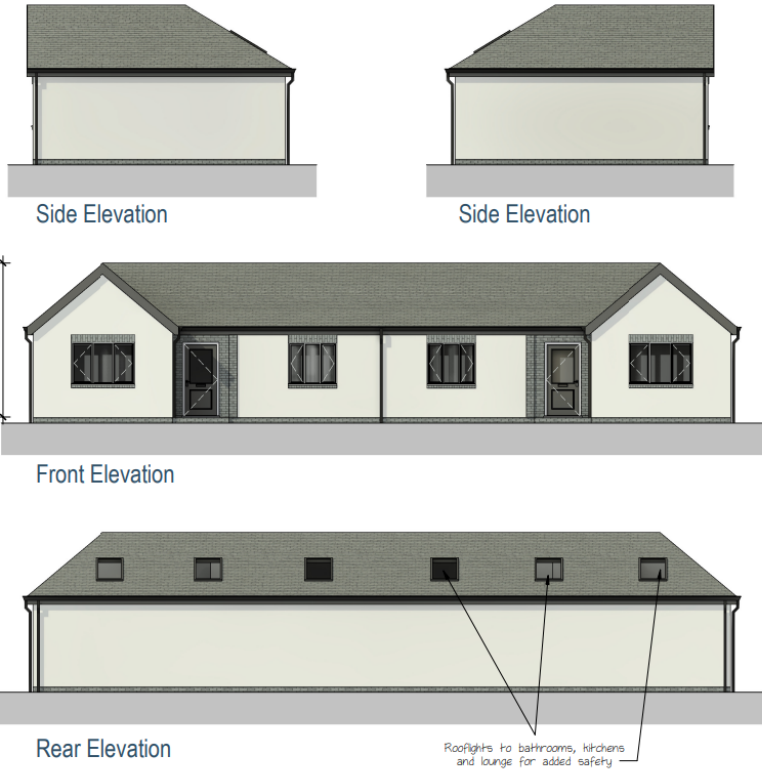 Side Elevation
Side Elevation
Front Elevation
Rear Elevation
Rooflights to bathrooms, kitchens
and lounge for added safety